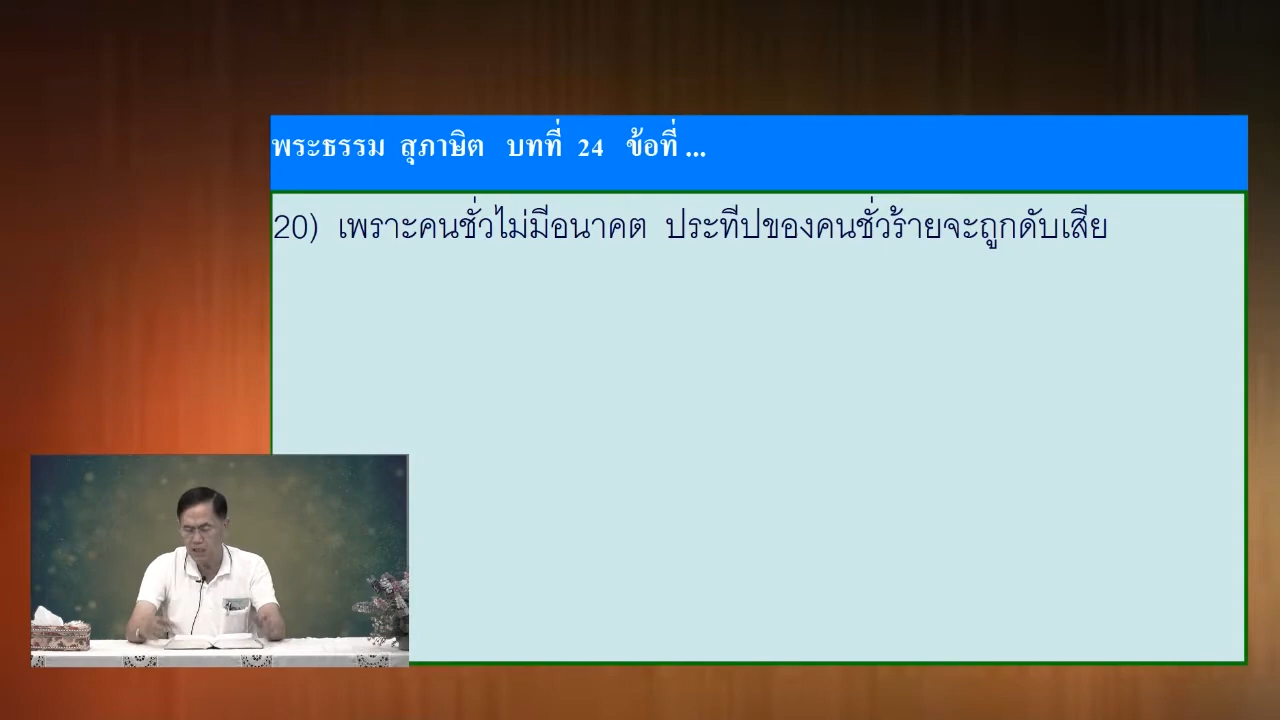 พระธรรม สุภาษิต บทที่ 24 ข้อที่ ...
20) เพราะคนชั่วไม่มีอนาคต ประทีปของคนชั่วร้ายจะถูกดับเสีย